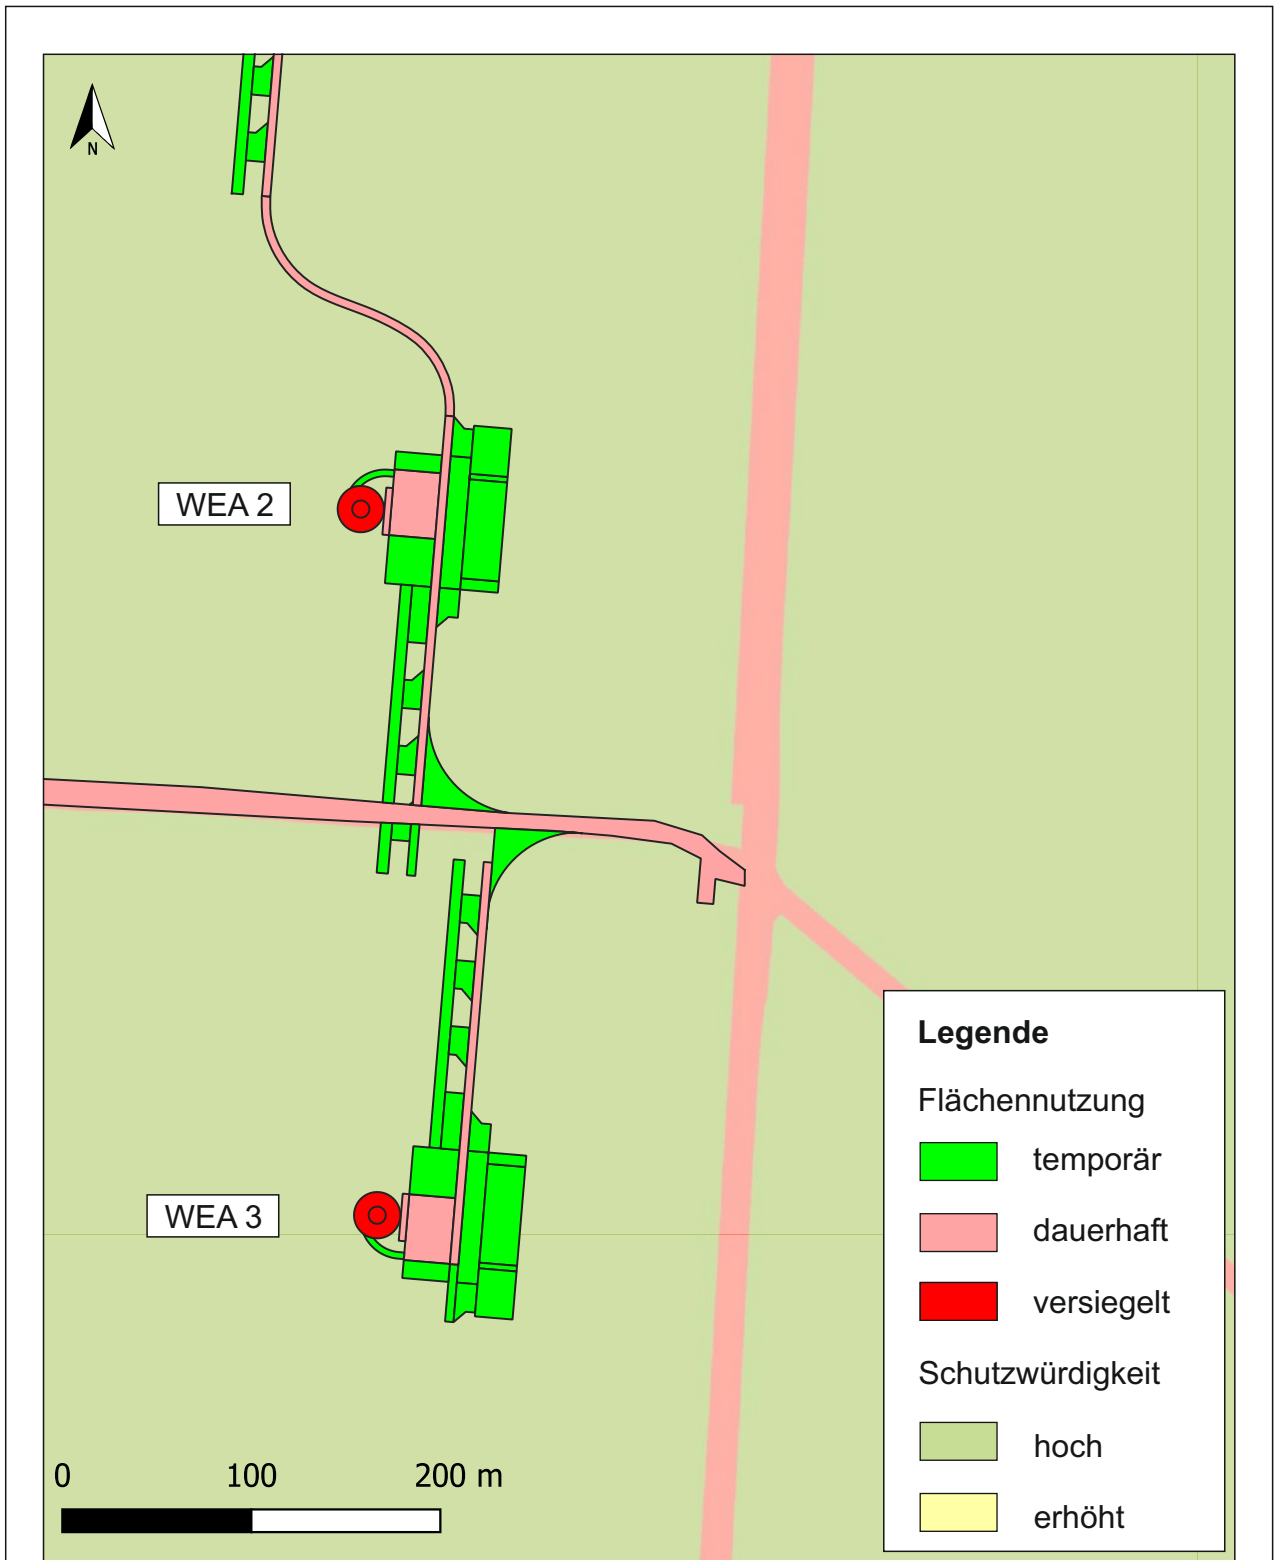 N
WEA 2
WEA 3
Legende
Flächennutzung
temporär
dauerhaft
versiegelt
Schutzwürdigkeit
hoch
erhöht
0 100 200 m